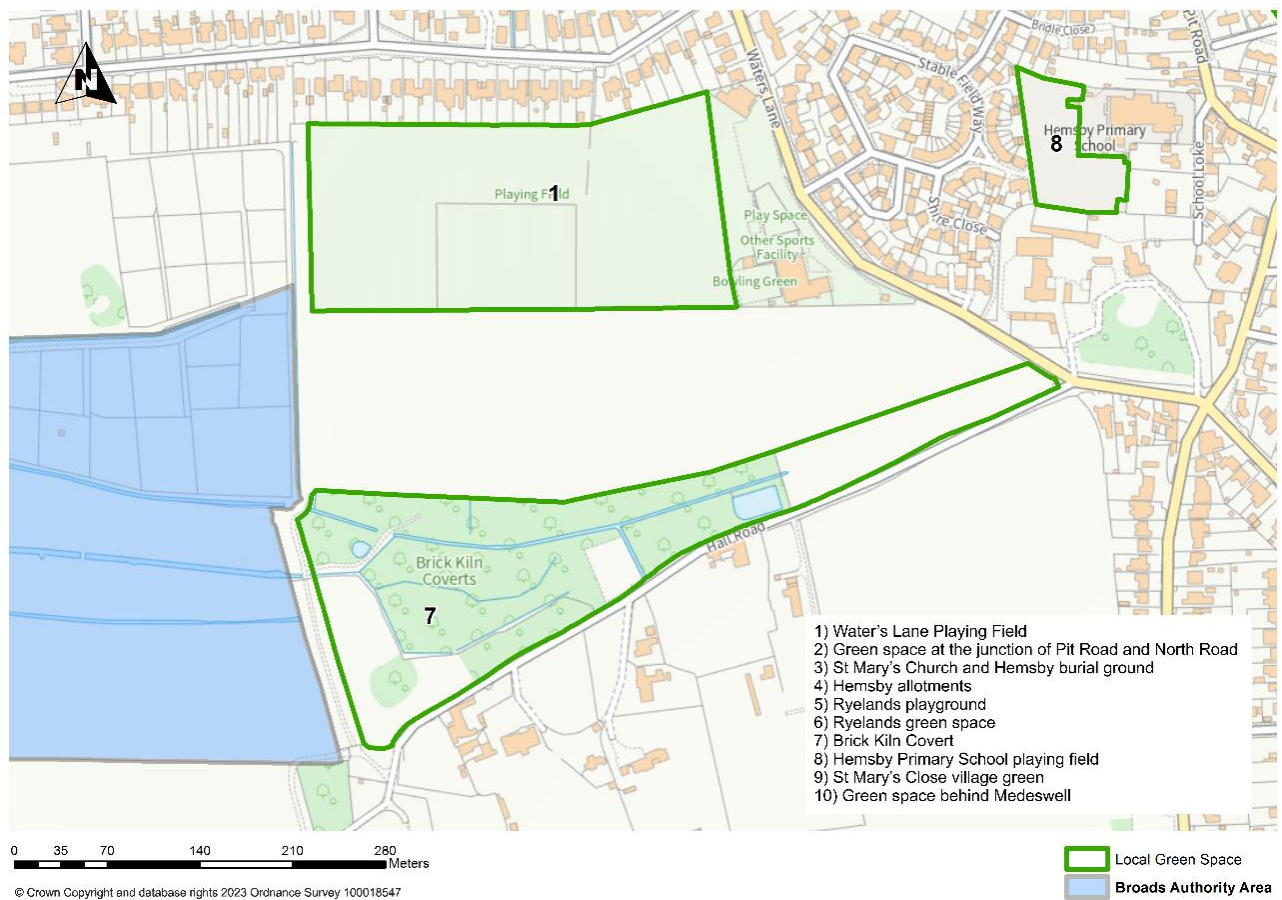 N
Waters Lane
Bridle Close
Pit Road
Stable Field Way
Hemsby Primary
School
8
School Loke
Playing Field
1
Shire Close
Play Space
Other Sports
Facility
Bowling Green
Hall Road
Brick Kiln
Coverts
7
1) Water's Lane Playing Field
2) Green space at the junction of Pit Road and North Road
3) St Mary's Church and Hemsby burial ground
4) Hemsby allotments
5) Ryelands playground
6) Ryelands green space
7) Brick Kiln Covert
8) Hemsby Primary School playing field
9) St Mary's Close village green
10) Green space behind Medeswell
0 35 70 140 210 280
Meters
Local Green Space
Broads Authority Area
© Crown Copyright and database rights 2023 Ordnance Survey 100018547